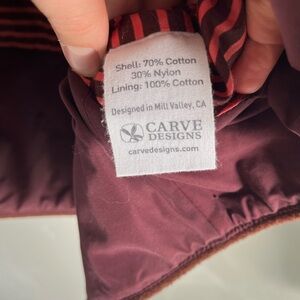 Shell: 70% Cotton
30% Nylon
Lining: 100% Cotton
Designed in Mill Valley, CA
CARVE
DESIGNS
carvedesigns.com